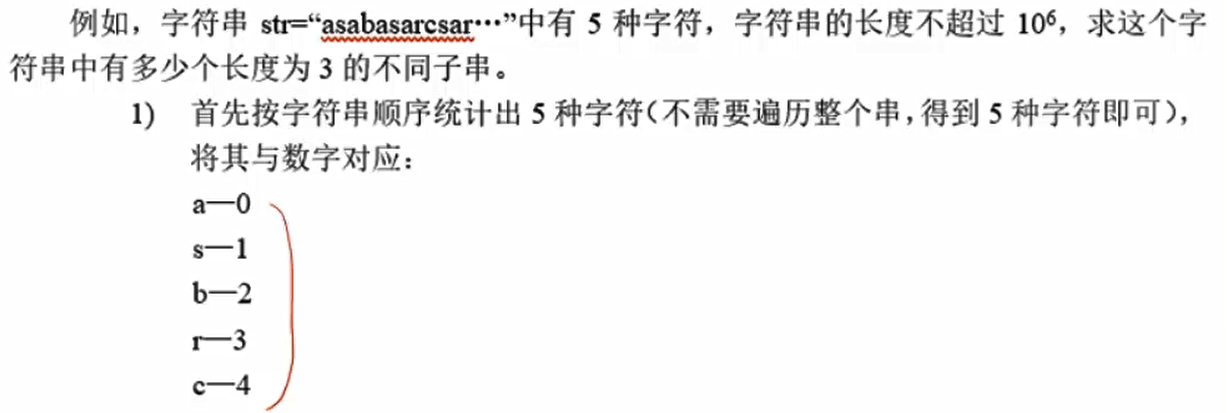 例如，字符串 str=“asabasarcsar…”中有 5 种字符，字符串的长度不超过 10⁶，求这个字
符串中有多少个长度为 3 的不同子串。
1) 首先按字符串顺序统计出 5 种字符（不需要遍历整个串，得到 5 种字符即可），
将其与数字对应：
a—0
s—1
b—2
r—3
c—4